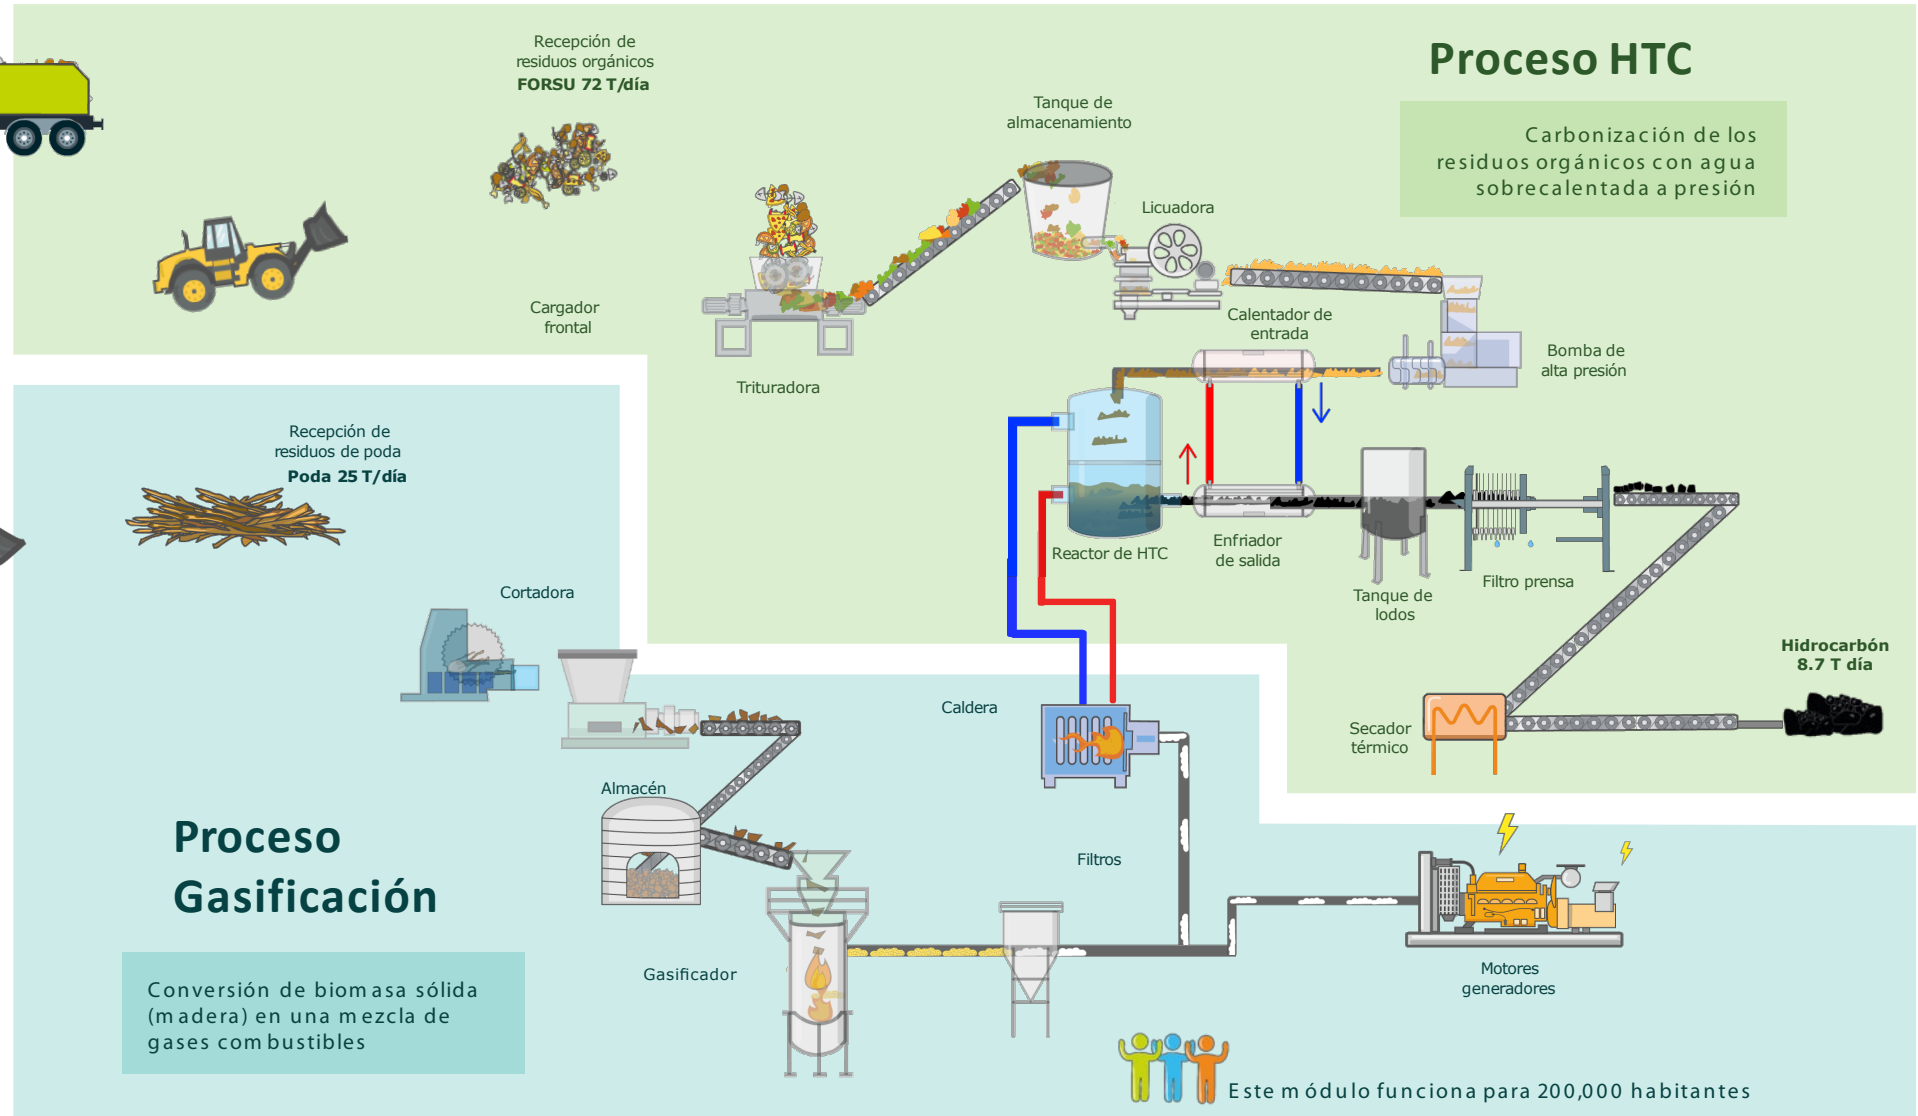 Proceso HTC
Carbonización de los
residuos orgánicos con agua
sobrecalentada a presión
Recepción de
residuos orgánicos
FORSU 72 T/día
Cargador
frontal
Trituradora
Tanque de
almacenamiento
Licuadora
Calentador de
entrada
Bomba de
alta presión
Reactor de HTC
Enfriador
de salida
Tanque de
lodos
Filtro prensa
Secador
térmico
Hidrocarbón
8.7 T día
Recepción de
residuos de poda
Poda 25 T/día
Cortadora
Almacén
Caldera
Proceso
Gasificación
Conversión de biomasa sólida
(madera) en una mezcla de
gases combustibles
Gasificador
Filtros
Motores
generadores
Este módulo funciona para 200,000 habitantes